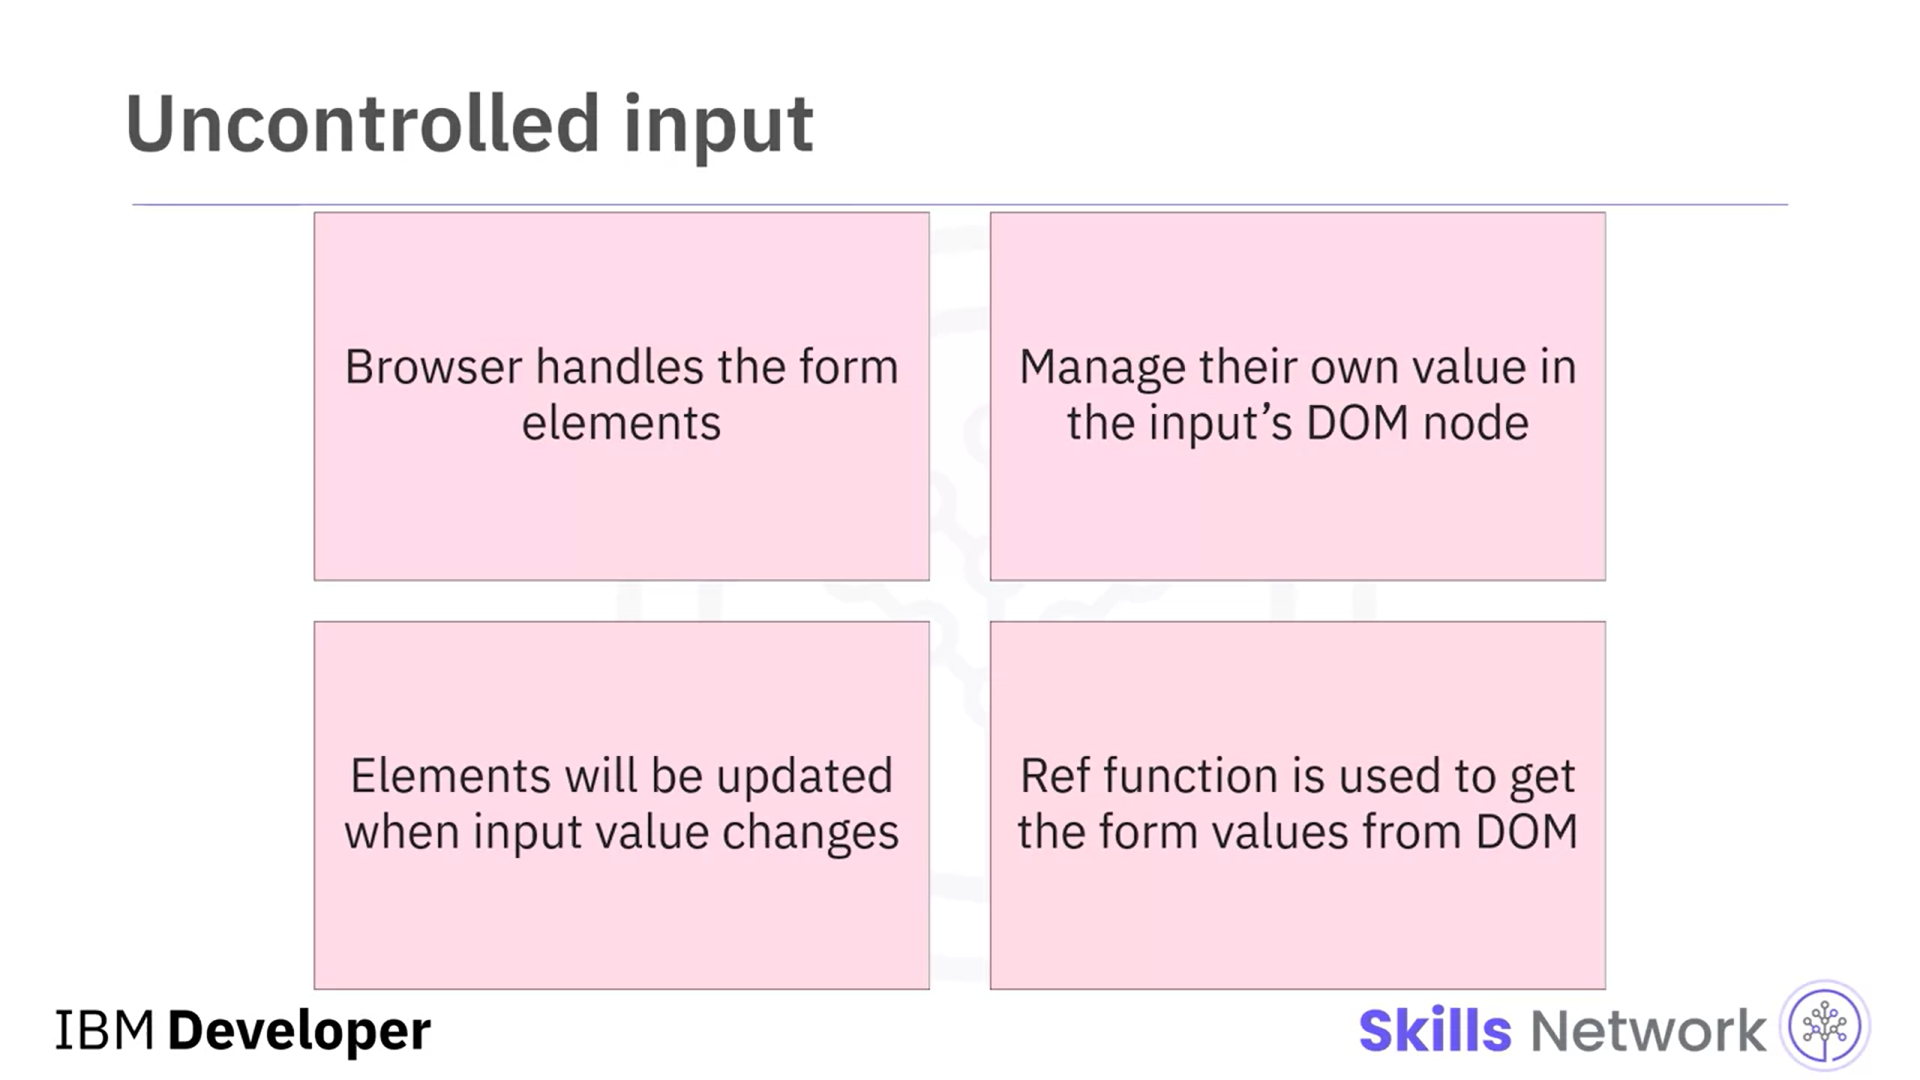 Uncontrolled input
Browser handles the form
elements
Manage their own value in
the input’s DOM node
Elements will be updated
when input value changes
Ref function is used to get
the form values from DOM
IBM Developer
Skills Network